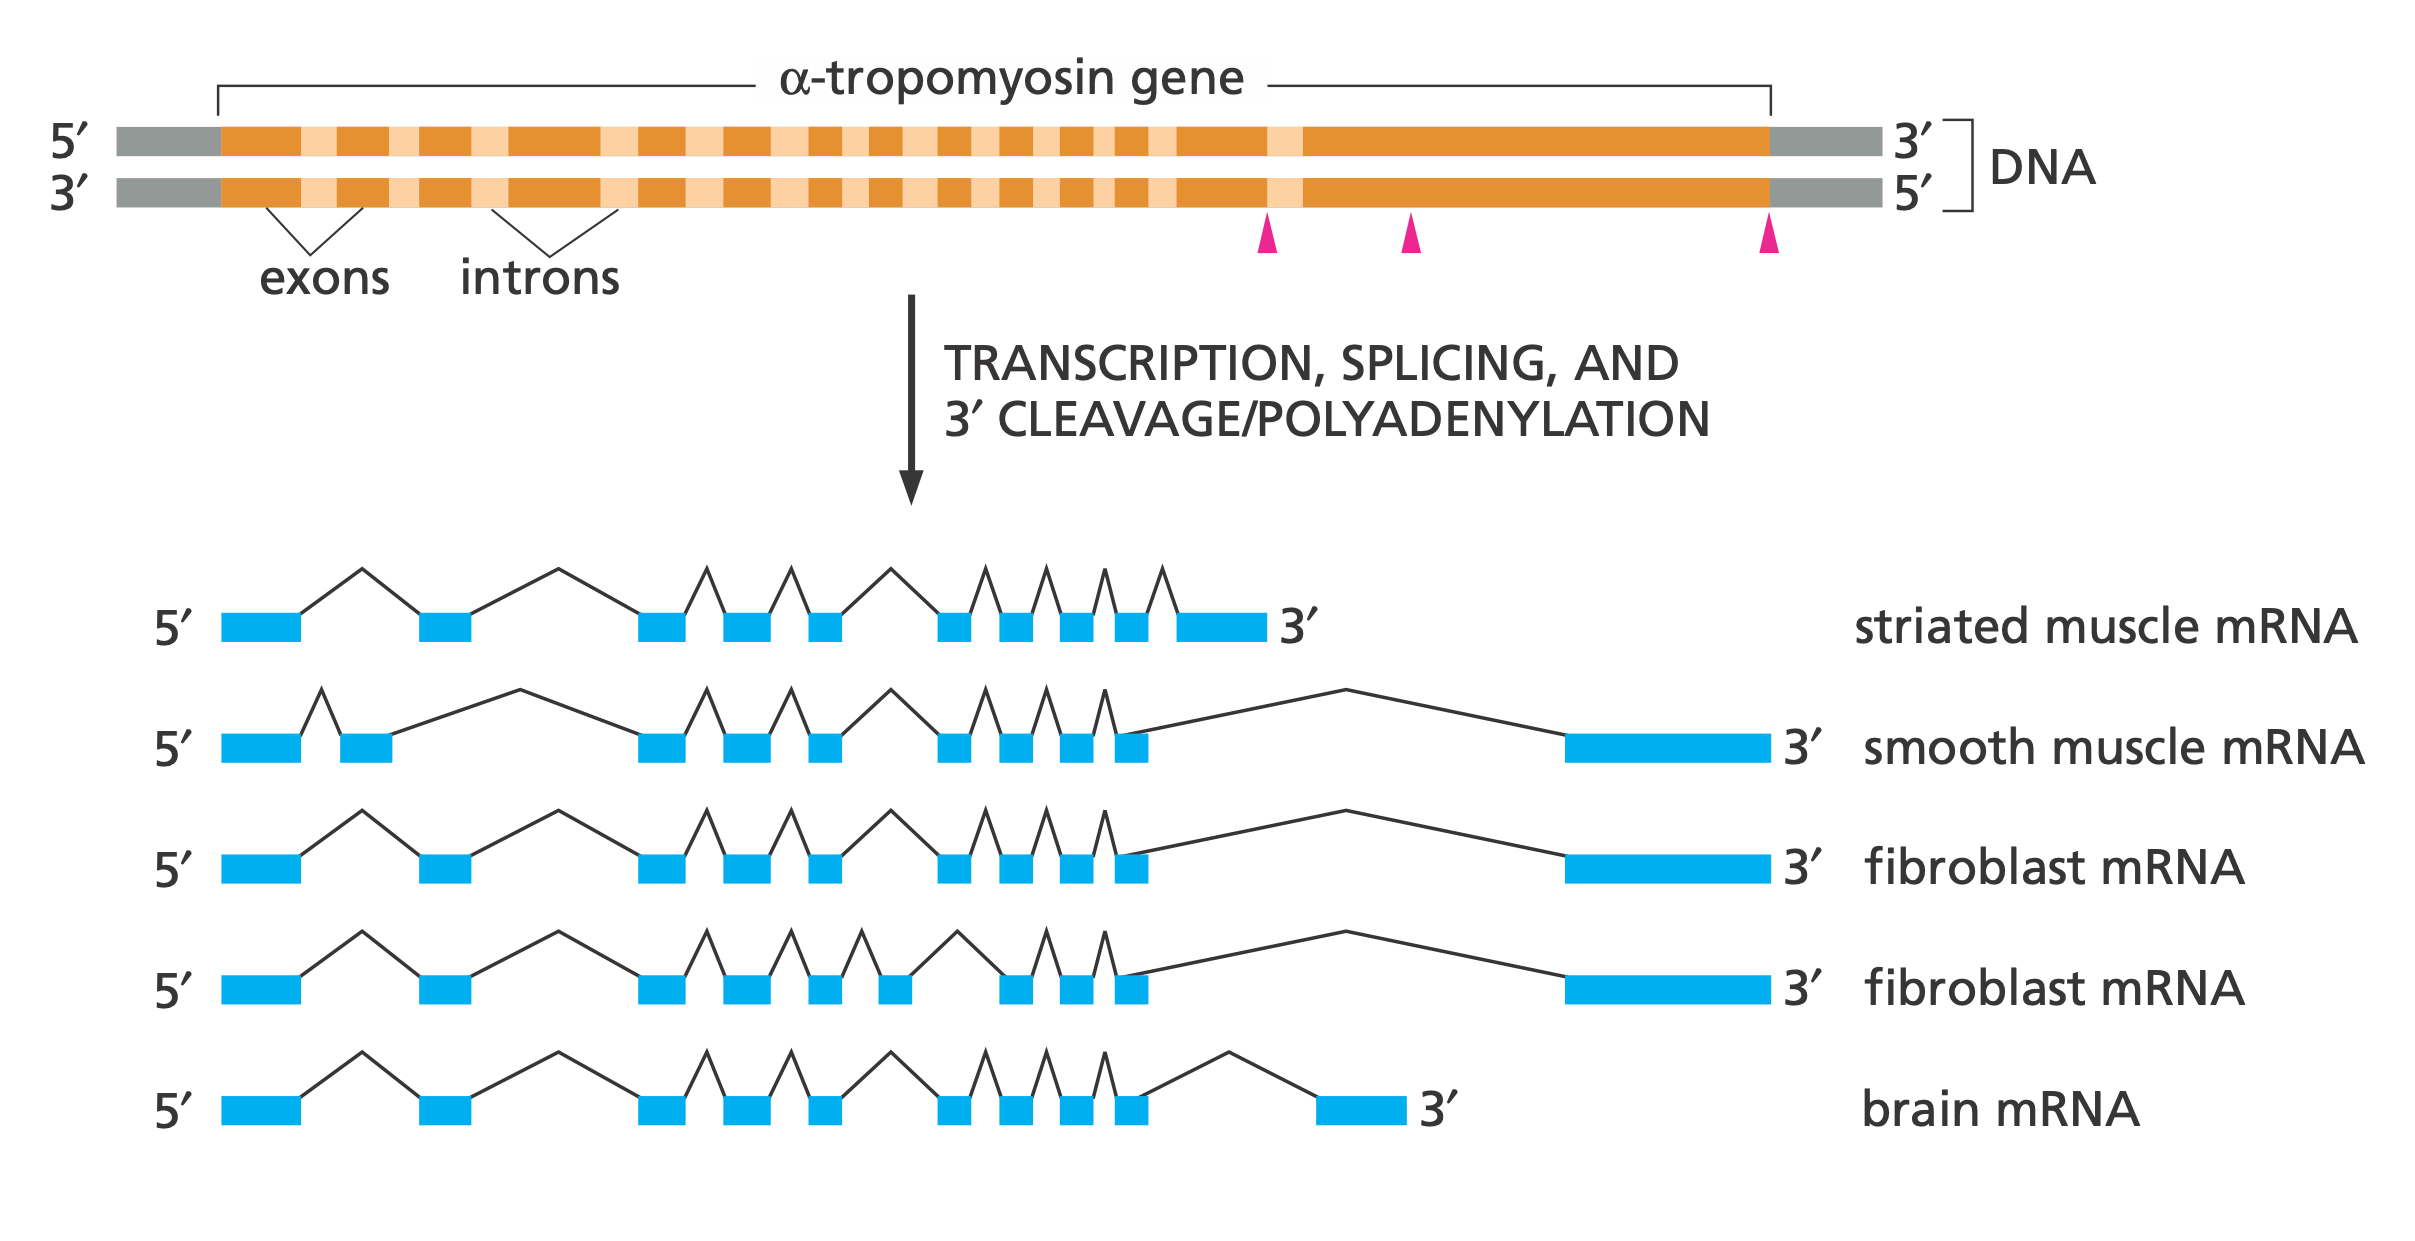 α-tropomyosin gene
5′ 3′
3′ 5′
DNA
exons introns
TRANSCRIPTION, SPLICING, AND
3′ CLEAVAGE/POLYADENYLATION
5′ 3′ striated muscle mRNA
5′ 3′ smooth muscle mRNA
5′ 3′ fibroblast mRNA
5′ 3′ fibroblast mRNA
5′ 3′ brain mRNA